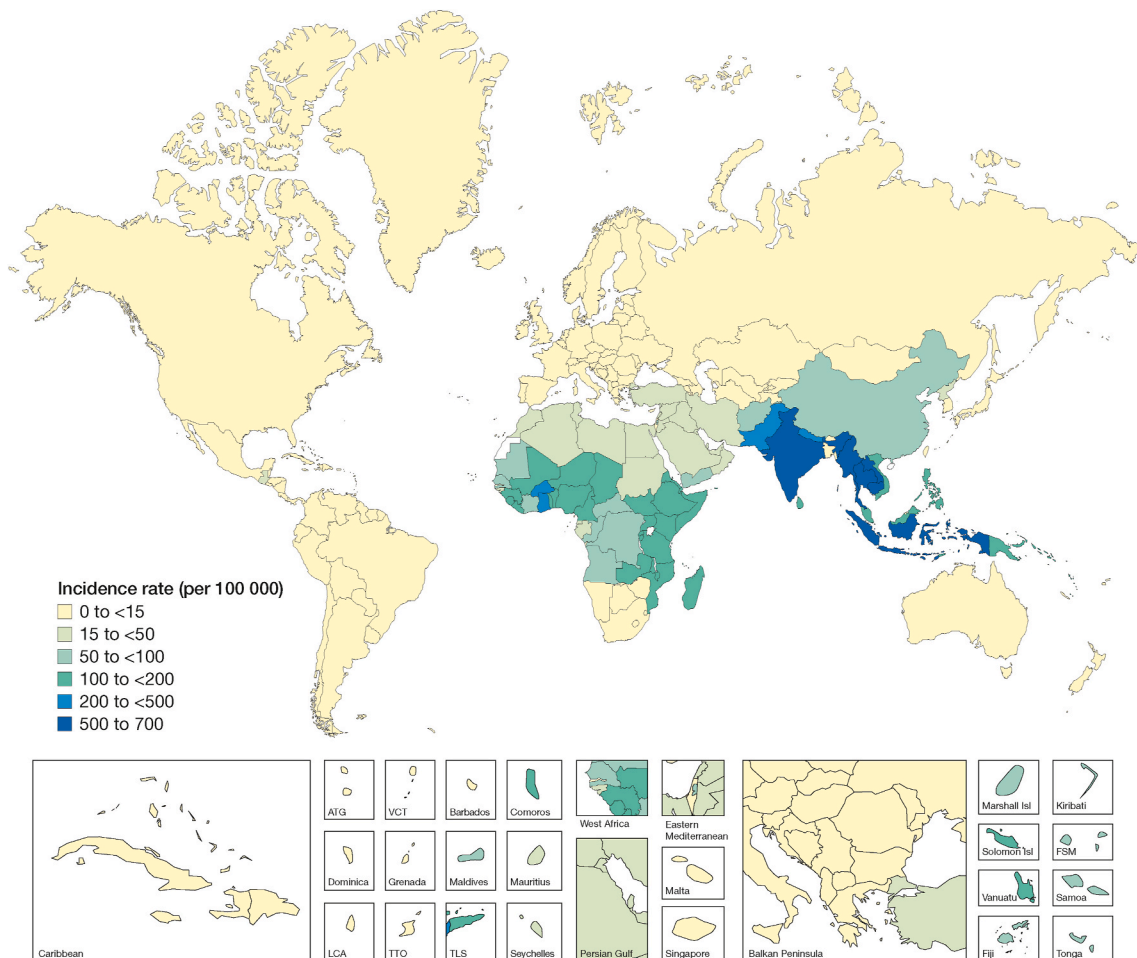 Incidence rate (per 100 000)
0 to <15
15 to <50
50 to <100
100 to <200
200 to <500
500 to 700
Caribbean
ATG
VCT
Barbados
Comoros
West Africa
Eastern
Mediterranean
Marshall Isl
Kiribati
Dominica
Grenada
Maldives
Mauritius
Malta
Solomon Isl
FSM
Vanuatu
Samoa
LCA
TTO
TLS
Seychelles
Persian Gulf
Singapore
Balkan Peninsula
Fiji
Tonga